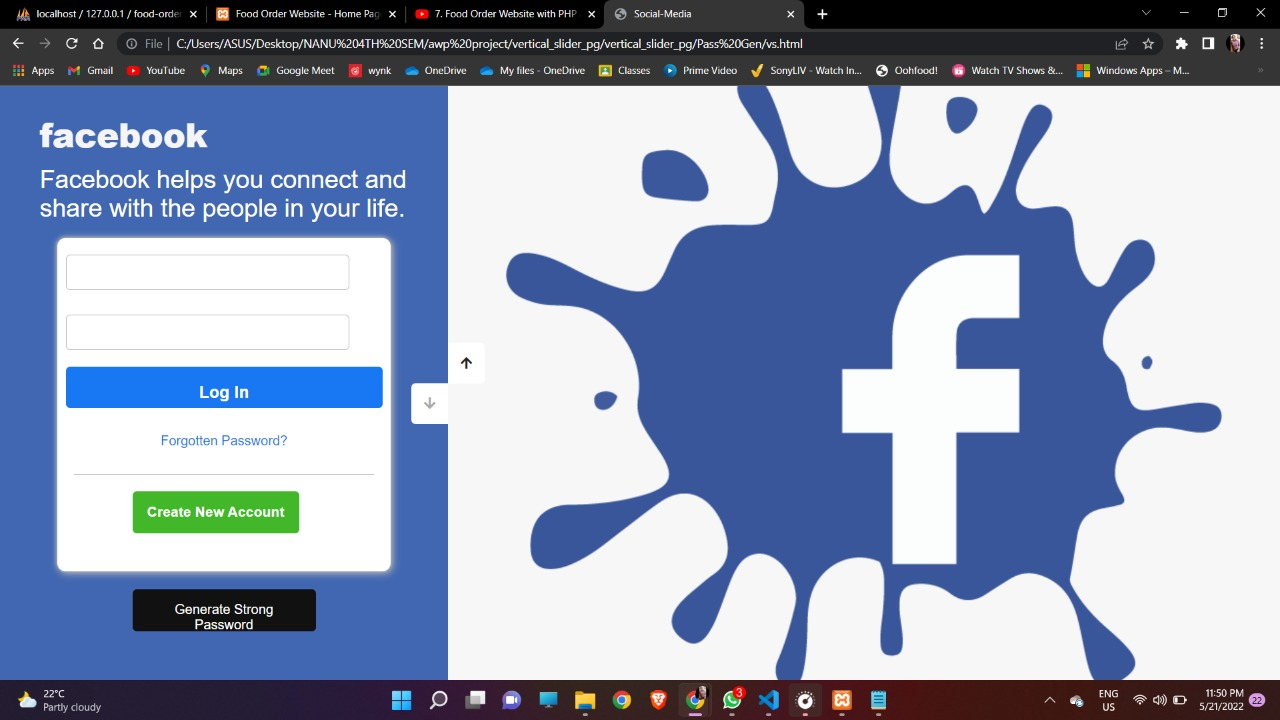 localhost / 127.0.0.1 / food-order
Food Order Website - Home Pag
7. Food Order Website with PHP
Social-Media
File
C:/Users/ASUS/Desktop/NANU%204TH%20SEM/awp%20project/vertical_slider_pg/vertical_slider_pg/Pass%20Gen/vs.html
Apps
Gmail
YouTube
Maps
Google Meet
wynk
OneDrive
My files - OneDrive
Classes
Prime Video
SonyLIV - Watch In...
Oohfood!
Watch TV Shows &...
Windows Apps – M...
facebook
Facebook helps you connect and
share with the people in your life.
Log In
Forgotten Password?
Create New Account
Generate Strong
Password
f
22°C
Partly cloudy
3
ENG
US
11:50 PM
5/21/2022
22